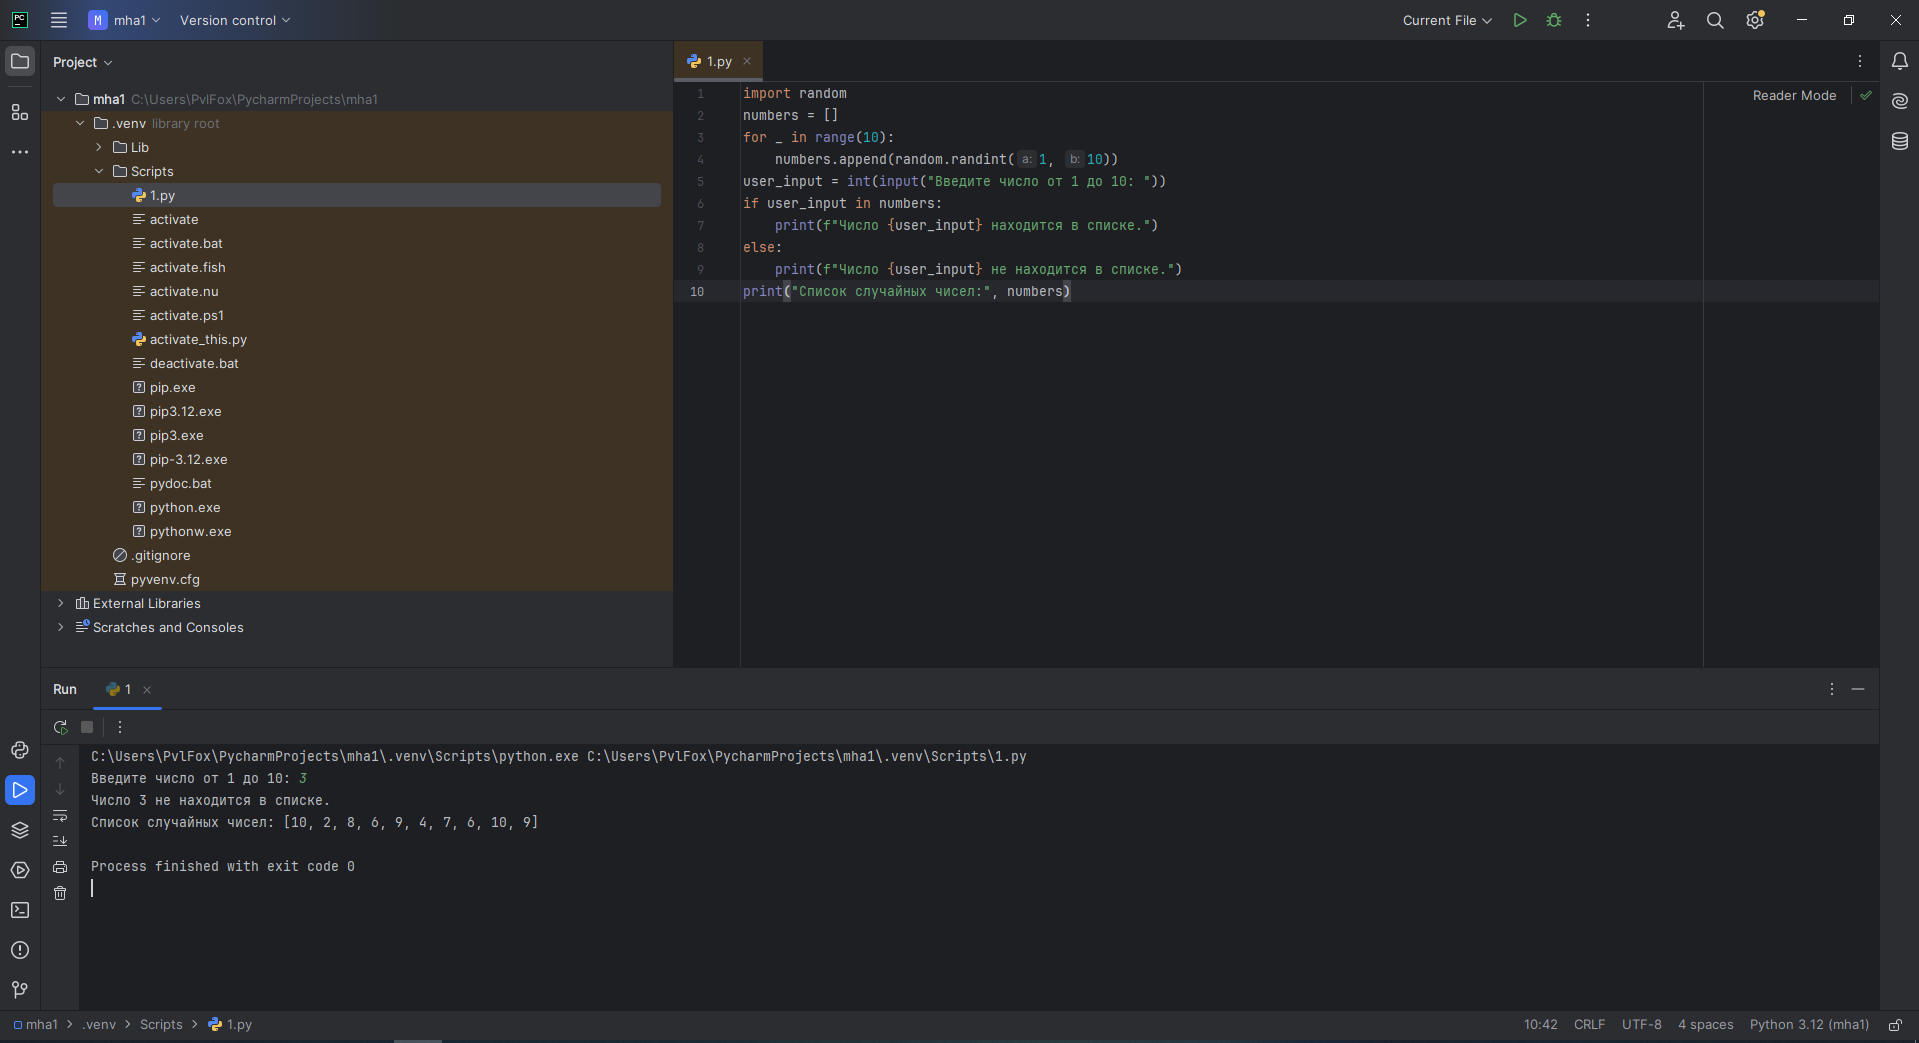 PC
M mha1 Version control Current File
Project
mha1 C:\Users\PvlFox\PycharmProjects\mha1
.venv library root
Lib
Scripts
1.py
activate
activate.bat
activate.fish
activate.nu
activate.ps1
activate_this.py
deactivate.bat
pip.exe
pip3.12.exe
pip3.exe
pip-3.12.exe
pydoc.bat
python.exe
pythonw.exe
.gitignore
pyvenv.cfg
External Libraries
Scratches and Consoles
1.py
Reader Mode
1 import random
2 numbers = []
3 for _ in range(10):
4 numbers.append(random.randint( a: 1, b: 10))
5 user_input = int(input("Введите число от 1 до 10: "))
6 if user_input in numbers:
7 print(f"Число {user_input} находится в списке.")
8 else:
9 print(f"Число {user_input} не находится в списке.")
10 print("Список случайных чисел:", numbers)
Run 1
C:\Users\PvlFox\PycharmProjects\mha1\.venv\Scripts\python.exe C:\Users\PvlFox\PycharmProjects\mha1\.venv\Scripts\1.py
Введите число от 1 до 10: 3
Число 3 не находится в списке.
Список случайных чисел: [10, 2, 8, 6, 9, 4, 7, 6, 10, 9]
Process finished with exit code 0
mha1 > .venv > Scripts > 1.py 10:42 CRLF UTF-8 4 spaces Python 3.12 (mha1)